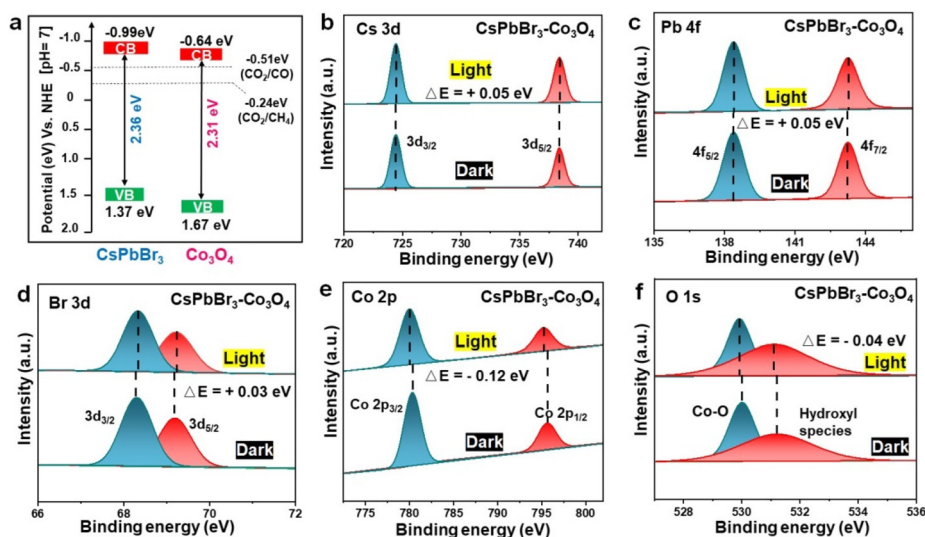 a
Potential (eV) Vs. NHE [pH= 7]
-1.0
-0.5
0
0.5
1.0
1.5
2.0
-0.99eV
CB
-0.64 eV
CB
-0.51eV
(CO₂/CO)
-0.24eV
(CO₂/CH₄)
2.36 eV
2.31 eV
VB
1.37 eV
VB
1.67 eV
CsPbBr₃
Co₃O₄
b
Cs 3d
CsPbBr₃-Co₃O₄
Light
△E = + 0.05 eV
3d₃/₂
3d₅/₂
Dark
Intensity (a.u.)
720 725 730 735 740
Binding energy (eV)
c
Pb 4f
CsPbBr₃-Co₃O₄
Light
△E = + 0.05 eV
4f₅/₂
4f₇/₂
Dark
Intensity (a.u.)
135 138 141 144
Binding energy (eV)
d
Br 3d
CsPbBr₃-Co₃O₄
Light
△E = + 0.03 eV
3d₃/₂
3d₅/₂
Dark
Intensity (a.u.)
66 68 70 72
Binding energy (eV)
e
Co 2p
CsPbBr₃-Co₃O₄
Light
△E = - 0.12 eV
Co 2p₃/₂
Co 2p₁/₂
Dark
Intensity (a.u.)
775 780 785 790 795 800
Binding energy (eV)
f
O 1s
CsPbBr₃-Co₃O₄
△E = - 0.04 eV
Light
Co-O
Hydroxyl
species
Dark
Intensity (a.u.)
528 530 532 534 536
Binding energy (eV)